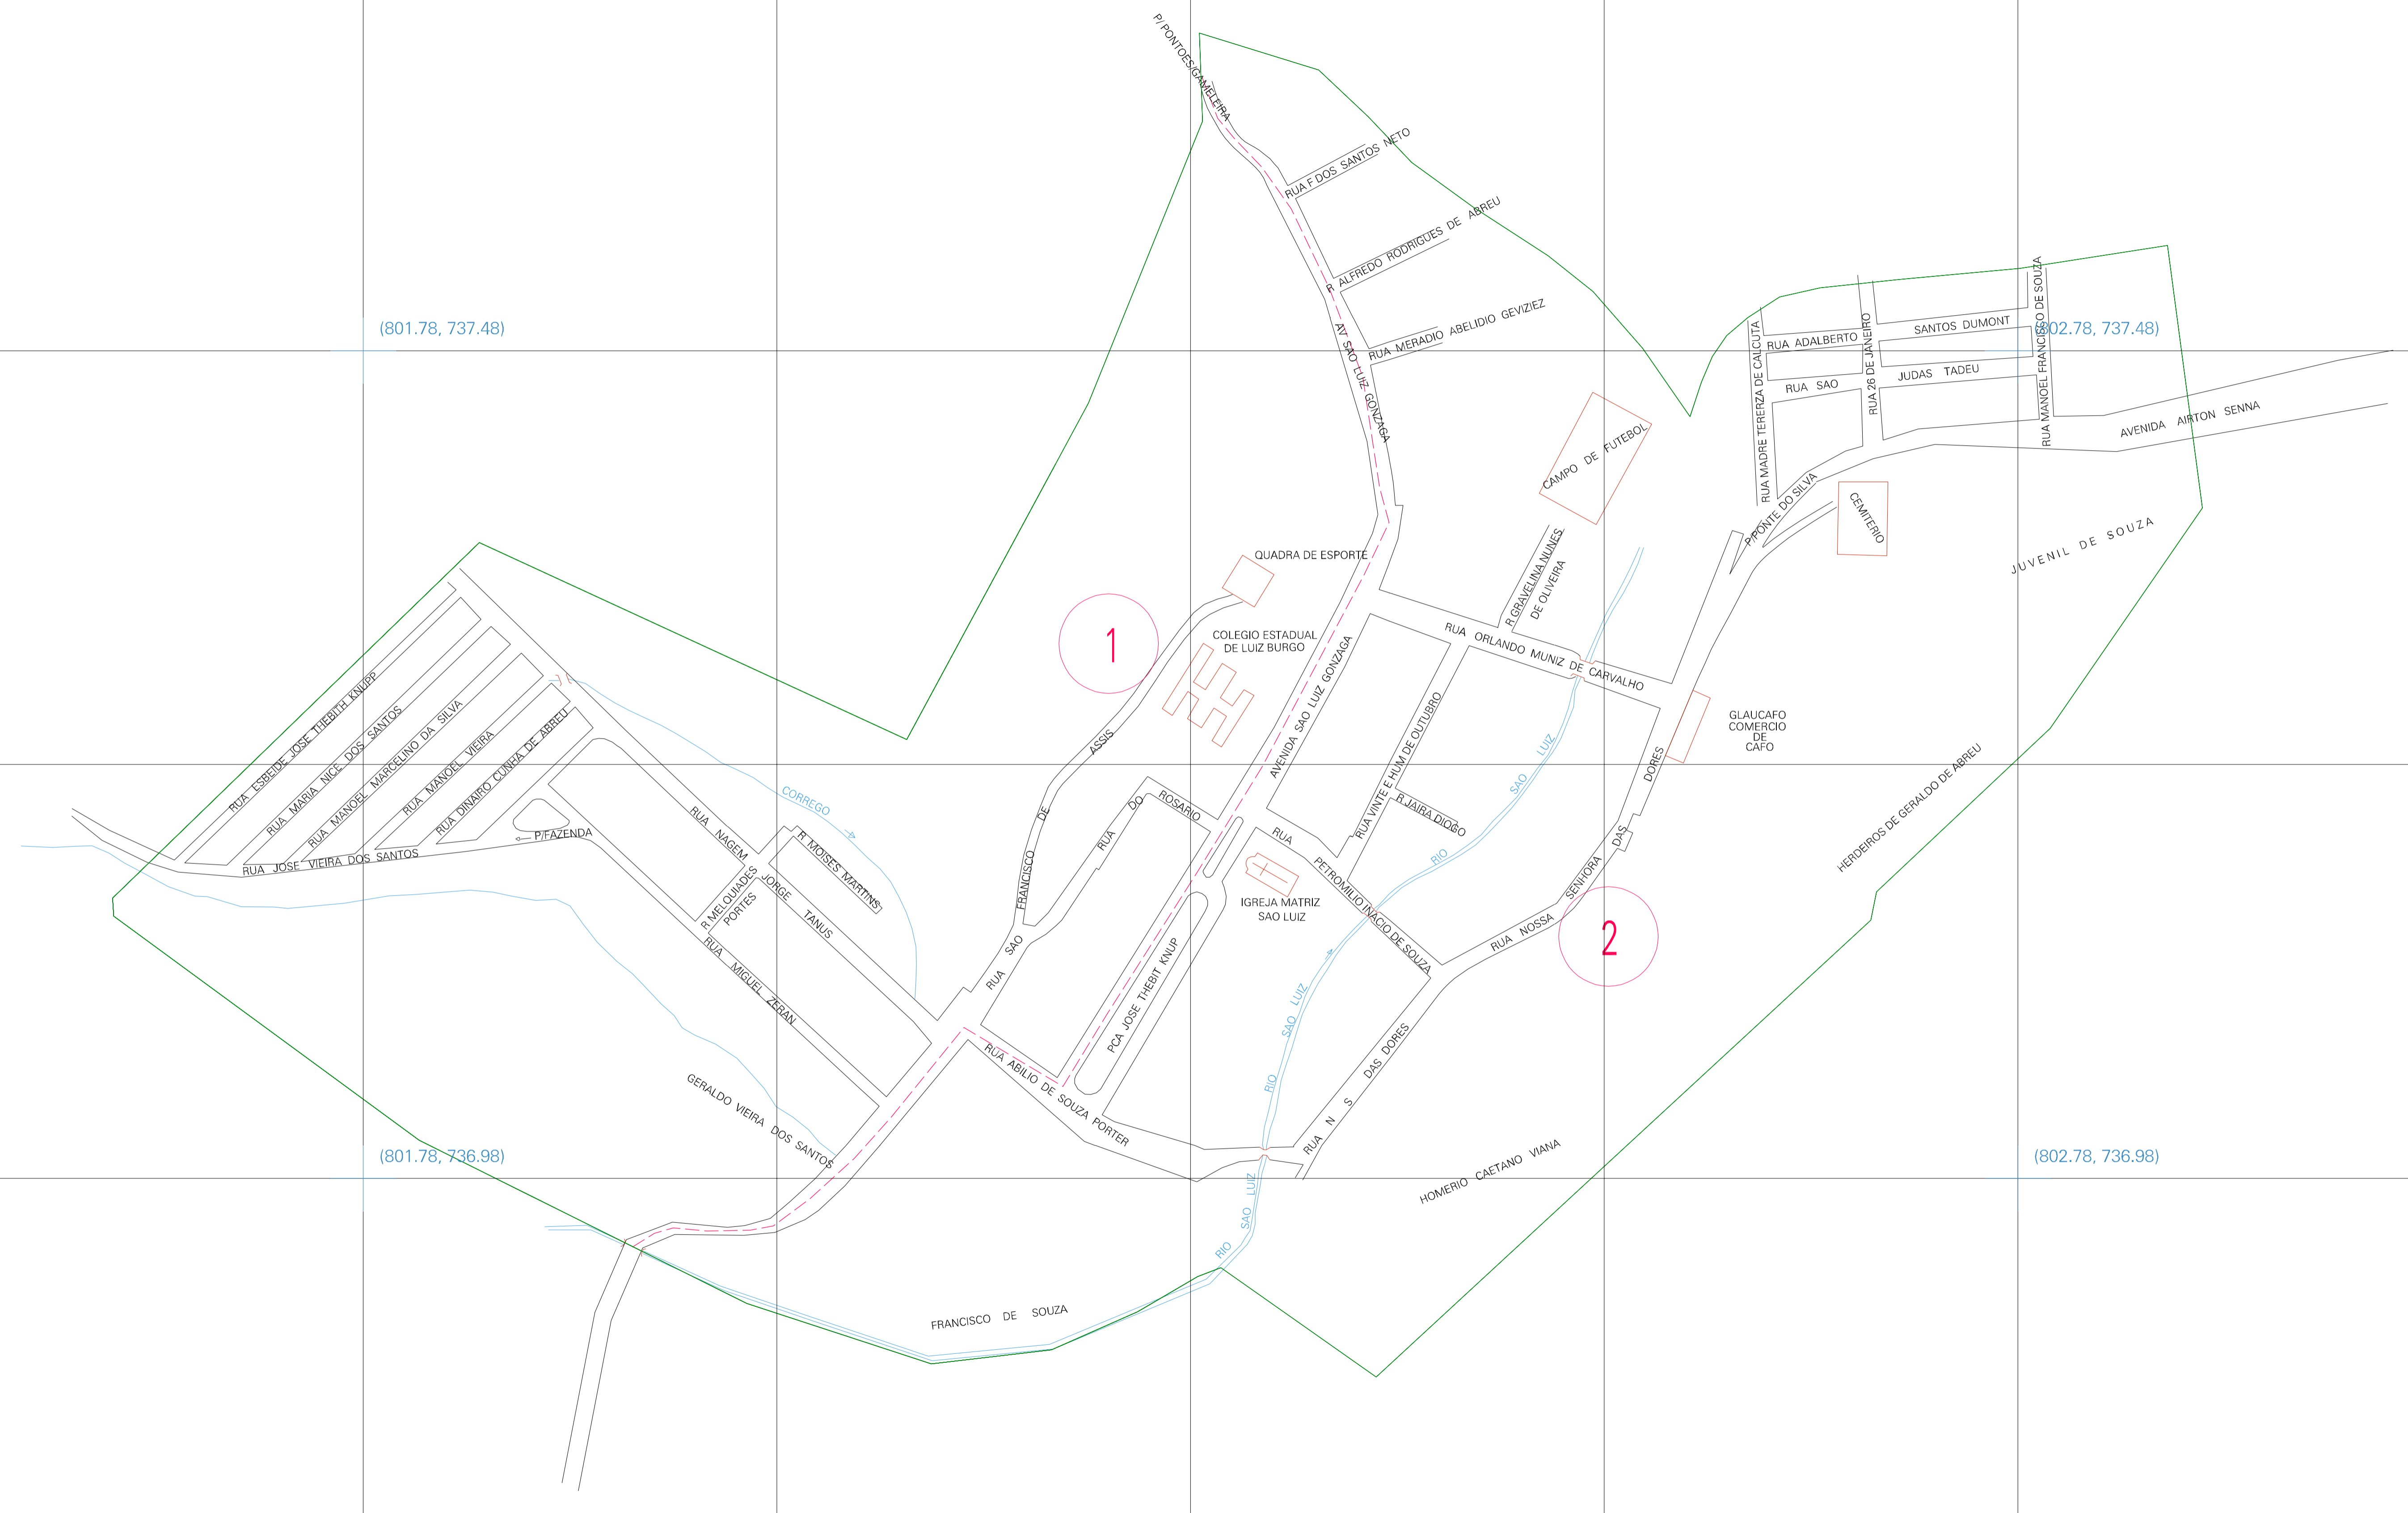 P/ PONTOES/GAMELEIRA
RUA F DOS SANTOS NETO
R ALFREDO RODRIGUES DE ABREU
RUA MERADIO ABELIDIO GEVIZIEZ
AV SAO LUIZ GONZAGA
(801.78, 737.48)
(802.78, 737.48)
RUA ADALBERTO
SANTOS DUMONT
RUA SAO
JUDAS TADEU
RUA MADRE TERERZA DE CALCUTA
RUA 26 DE JANEIRO
RUA MANOEL FRANCISCO DE SOUZA
AVENIDA AIRTON SENNA
CAMPO DE FUTEBOL
P/PONTE DO SILVA
CEMITERIO
JUVENIL DE SOUZA
QUADRA DE ESPORTE
R GRAVELINA NUNES
DE OLIVEIRA
1
COLEGIO ESTADUAL
DE LUIZ BURGO
RUA ORLANDO MUNIZ DE CARVALHO
AVENIDA SAO LUIZ GONZAGA
RUA VINTE E HUM DE OUTUBRO
R JAIRA DIOGO
GLAUCAFO
COMERCIO
DE
CAFO
RUA ESBEIDE JOSE THEBITH KNUPP
RUA MARIA NICE DOS SANTOS
RUA MANOEL MARCELINO DA SILVA
RUA MANOEL VIEIRA
RUA DINAIRO CUNHA DE ABREU
P/FAZENDA
RUA JOSE VIEIRA DOS SANTOS
CORREGO
RUA NAGEM
JORGE TANUS
R MOISES MARTINS
R MELQUIADES
PORTES
RUA MIGUEL ZERAN
RUA SAO FRANCISCO DE ASSIS
RUA DO ROSARIO
RUA PETROMILIO INACIO DE SOUZA
IGREJA MATRIZ
SAO LUIZ
RIO SAO LUIZ
RUA NOSSA SENHORA DAS DORES
2
HERDEIROS DE GERALDO DE ABREU
PCA JOSE THEBIT KNUP
RIO SAO LUIZ
RUA ABILIO DE SOUZA PORTER
RUA N S DAS DORES
GERALDO VIEIRA DOS SANTOS
(801.78, 736.98)
(802.78, 736.98)
HOMERIO CAETANO VIANA
RIO SAO LUIZ
FRANCISCO DE SOUZA